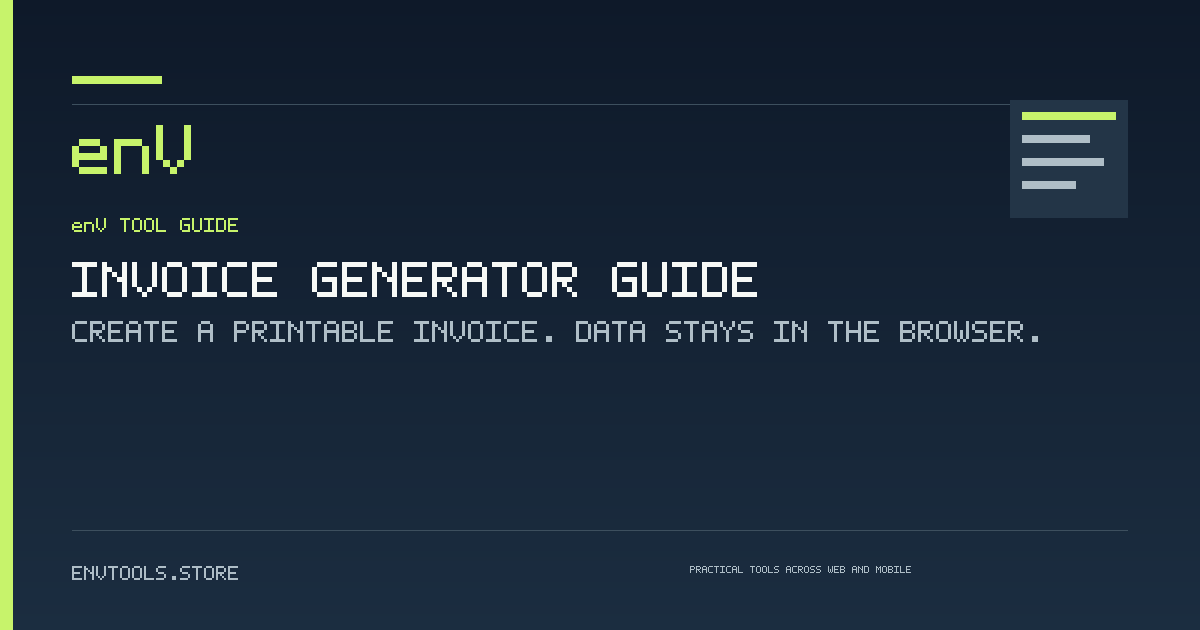 enV
enV TOOL GUIDE
INVOICE GENERATOR GUIDE
CREATE A PRINTABLE INVOICE. DATA STAYS IN THE BROWSER.
ENVTOOLS.STORE
PRACTICAL TOOLS ACROSS WEB AND MOBILE